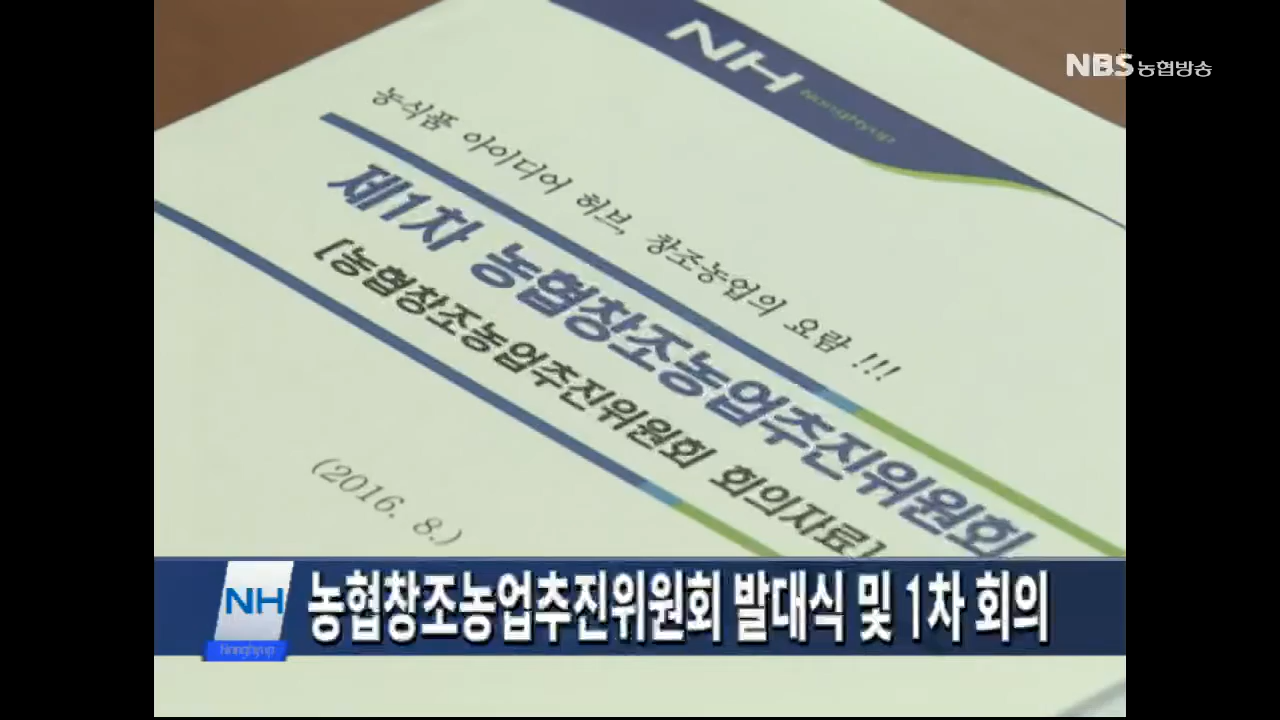 NBS 농협방송
NH
Nonghyup
농식품 아이디어 허브, 창조농업의 요람 !!!
제1차 농협창조농업추진위원회
[농협창조농업추진위원회 회의자료]
(2016. 8.)
NH 농협창조농업추진위원회 발대식 및 1차 회의
Nonghyup